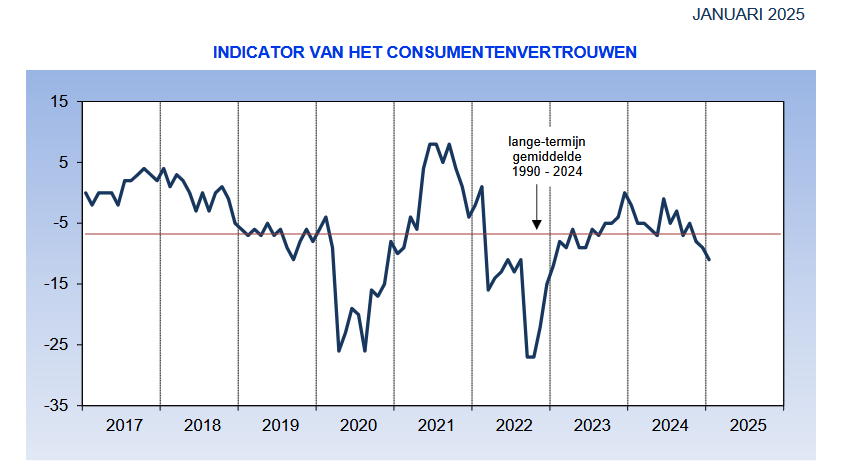 JANUARI 2025
INDICATOR VAN HET CONSUMENTENVERTROUWEN
15
5
-5
-15
-25
-35
lange-termijn
gemiddelde
1990 - 2024
2017 2018 2019 2020 2021 2022 2023 2024 2025